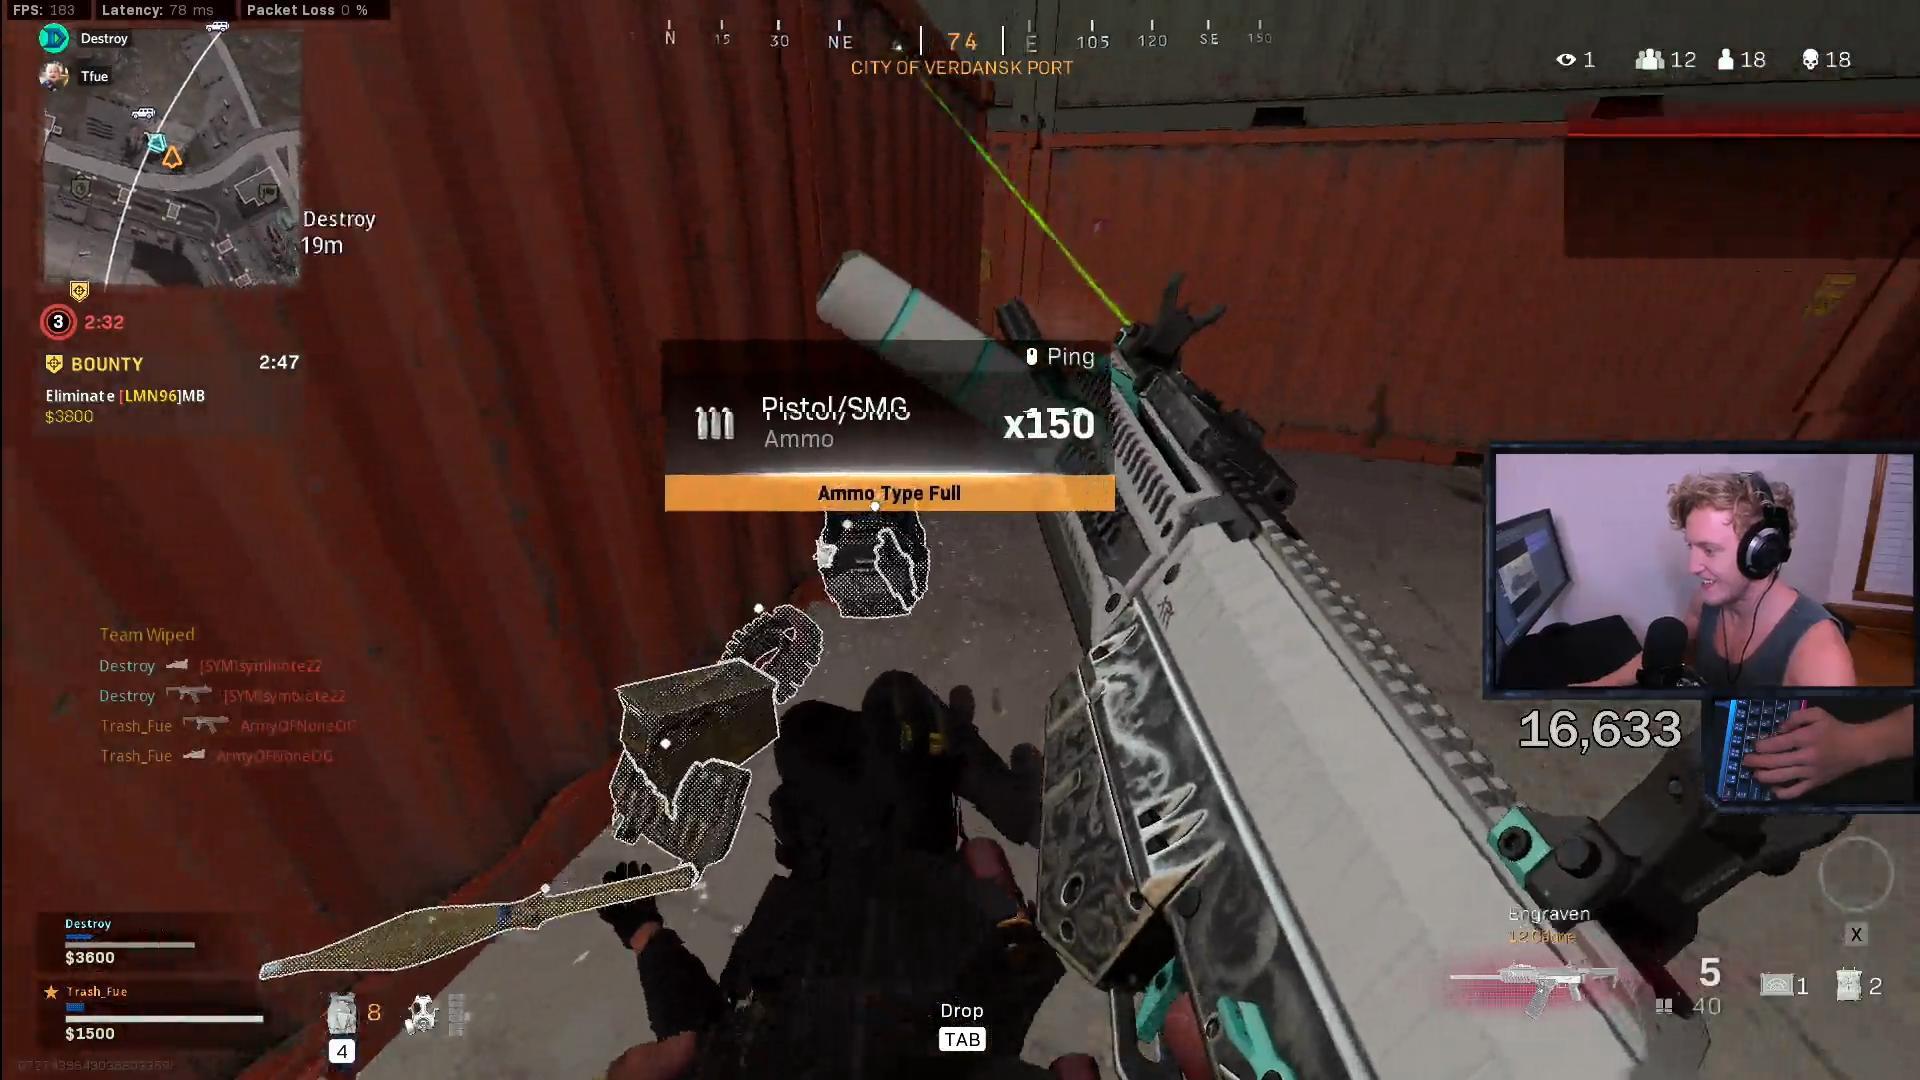 FPS: 183 Latency: 78 ms Packet Loss 0 %
N 15 30 NE 74 E 105 120 SE 150
CITY OF VERDANSK PORT
1 12 18 18
Destroy
Tfue
Destroy
19m
3 2:32
BOUNTY 2:47
Eliminate [LMN96]MB
$3800
Ping
Pistol/SMG
Ammo
x150
Ammo Type Full
Team Wiped
Destroy
Destroy
Trash_Fue
Trash_Fue
16,633
Destroy
$3600
Trash_Fue
$1500
8
4
Drop
TAB
Engraven
12 Gauge
5
40
1
2
X